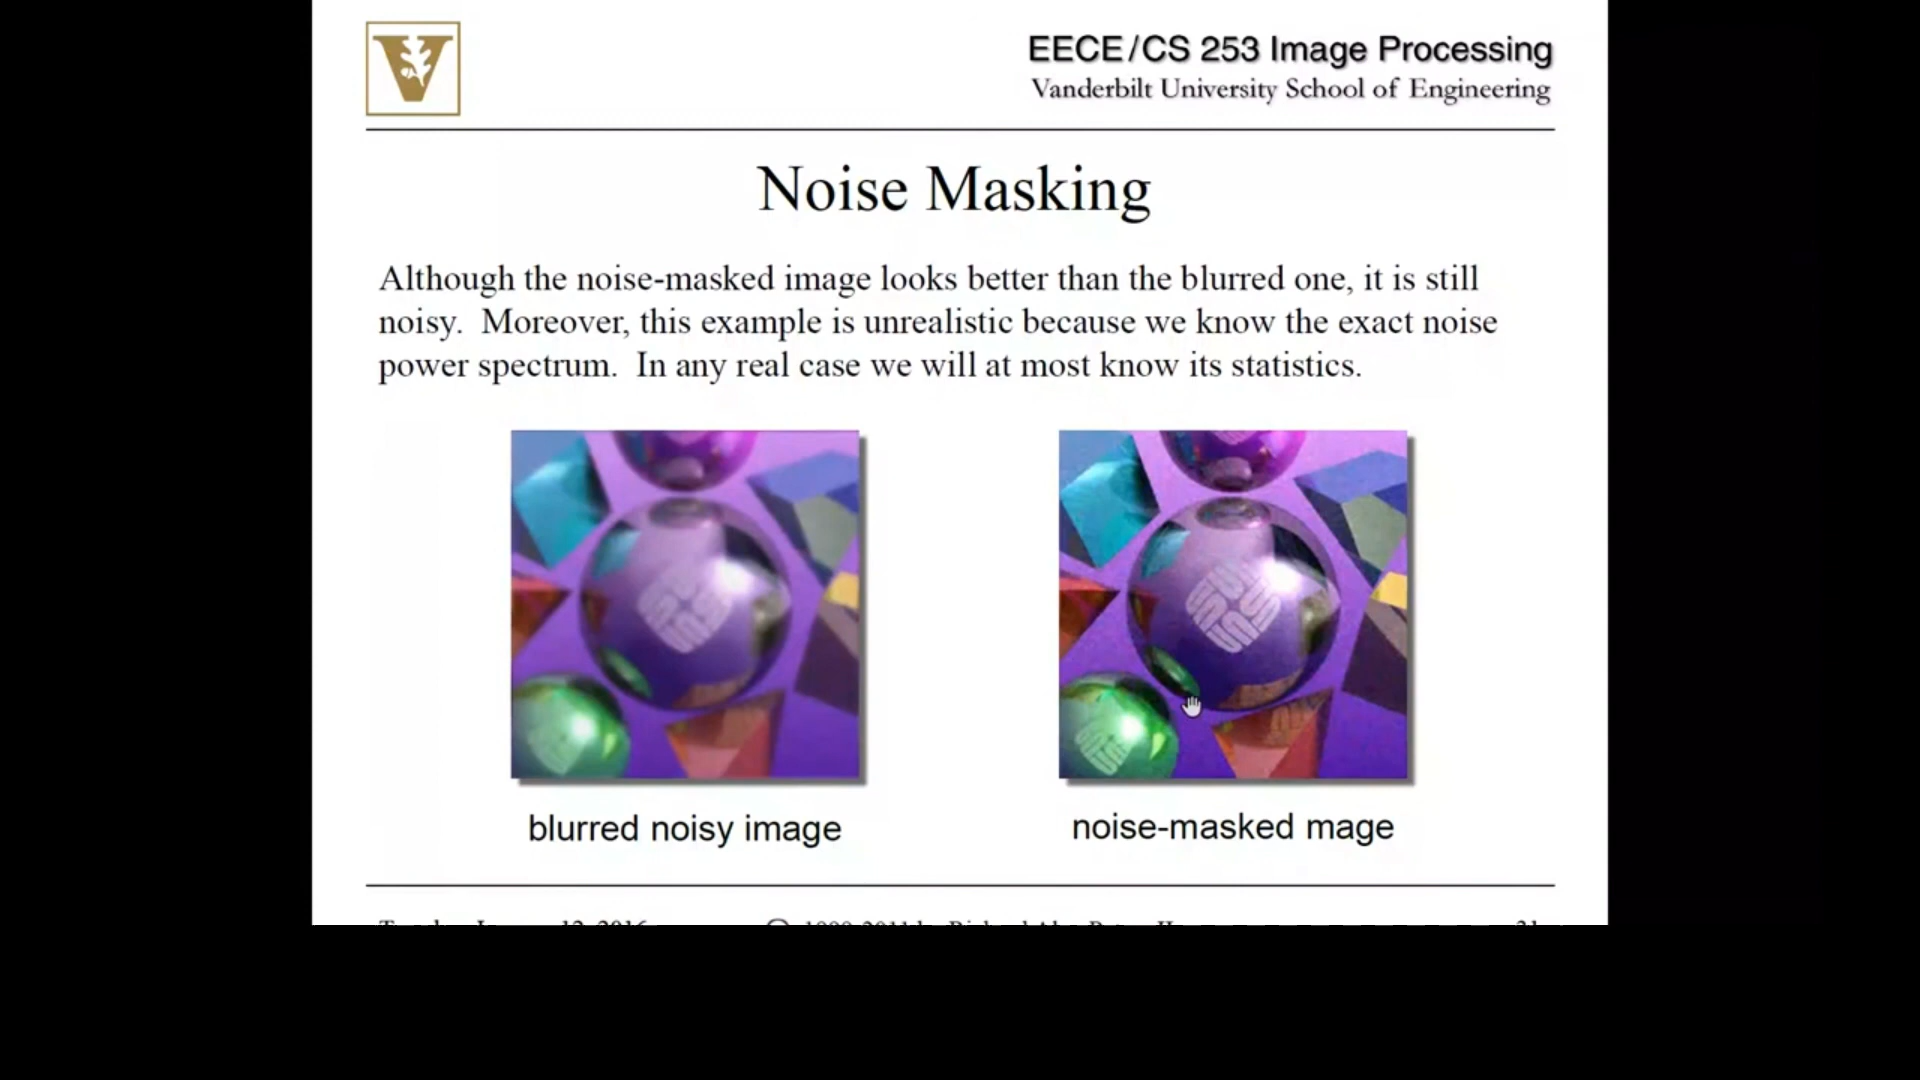 V
EECE/CS 253 Image Processing
Vanderbilt University School of Engineering
Noise Masking
Although the noise-masked image looks better than the blurred one, it is still
noisy. Moreover, this example is unrealistic because we know the exact noise
power spectrum. In any real case we will at most know its statistics.
blurred noisy image
noise-masked mage